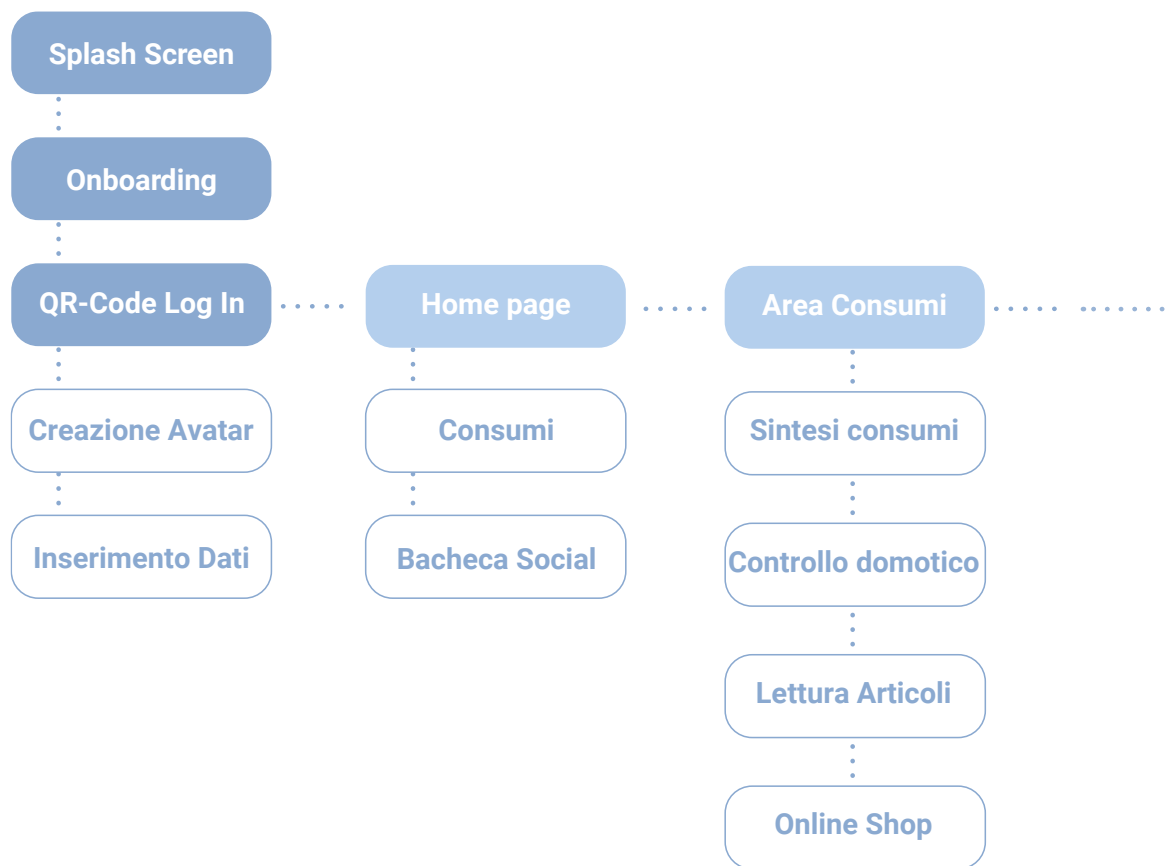 Splash Screen
Onboarding
QR-Code Log In
Creazione Avatar
Inserimento Dati
Home page
Consumi
Bacheca Social
Area Consumi
Sintesi consumi
Controllo domotico
Lettura Articoli
Online Shop